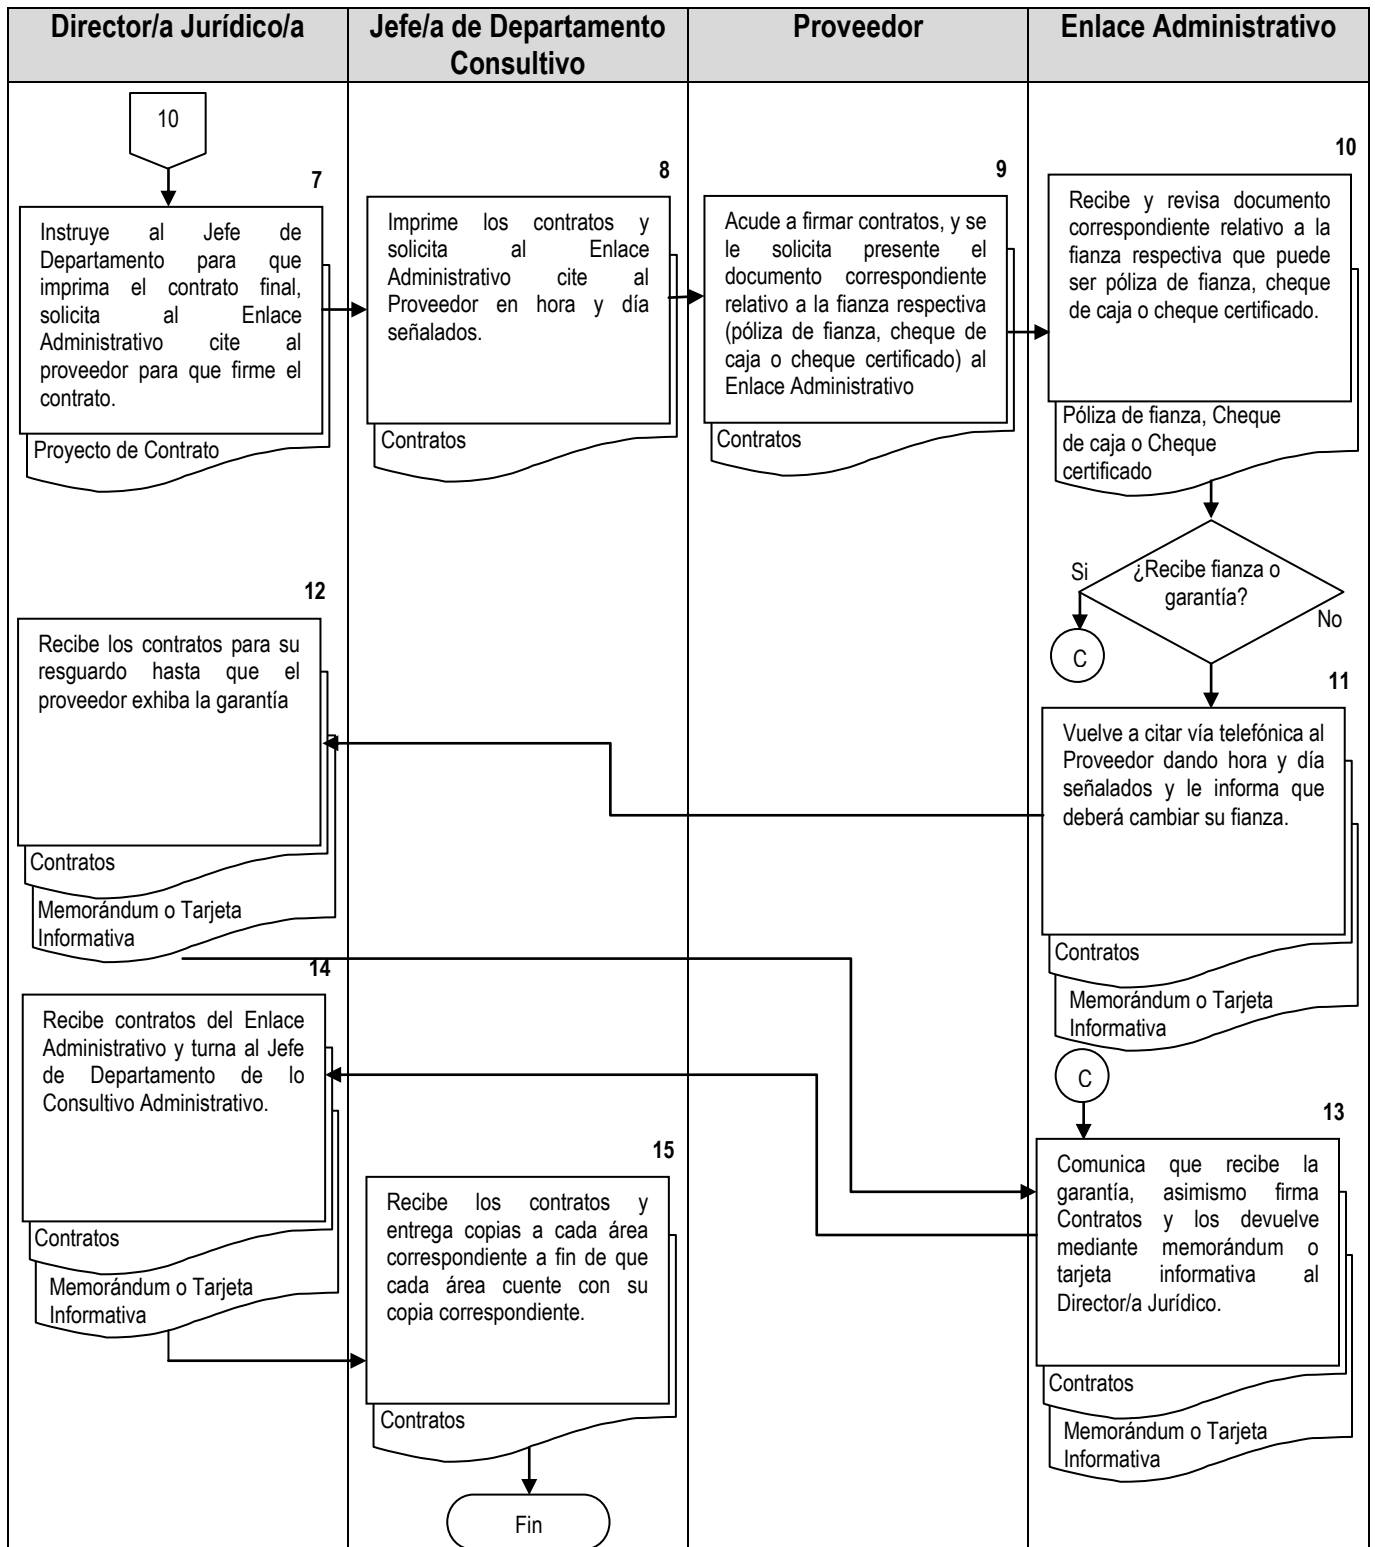 Director/a Jurídico/a
Jefe/a de Departamento
Consultivo
Proveedor
Enlace Administrativo
10
7
Instruye al Jefe de
Departamento para que
imprima el contrato final,
solicita al Enlace
Administrativo cite al
proveedor para que firme el
contrato.
Proyecto de Contrato
8
Imprime los contratos y
solicita al Enlace
Administrativo cite al
Proveedor en hora y día
señalados.
Contratos
9
Acude a firmar contratos, y se
le solicita presente el
documento correspondiente
relativo a la fianza respectiva
(póliza de fianza, cheque de
caja o cheque certificado) al
Enlace Administrativo
Contratos
10
Recibe y revisa documento
correspondiente relativo a la
fianza respectiva que puede
ser póliza de fianza, cheque
de caja o cheque certificado.
Póliza de fianza, Cheque
de caja o Cheque
certificado
¿Recibe fianza o
garantía?
Si
No
C
11
Vuelve a citar vía telefónica al
Proveedor dando hora y día
señalados y le informa que
deberá cambiar su fianza.
Contratos
Memorándum o Tarjeta
Informativa
12
Recibe los contratos para su
resguardo hasta que el
proveedor exhiba la garantía
Contratos
Memorándum o Tarjeta
Informativa
C
13
Comunica que recibe la
garantía, asimismo firma
Contratos y los devuelve
mediante memorándum o
tarjeta informativa al
Director/a Jurídico.
Contratos
Memorándum o Tarjeta
Informativa
14
Recibe contratos del Enlace
Administrativo y turna al Jefe
de Departamento de lo
Consultivo Administrativo.
Contratos
Memorándum o Tarjeta
Informativa
15
Recibe los contratos y
entrega copias a cada área
correspondiente a fin de que
cada área cuente con su
copia correspondiente.
Contratos
Fin